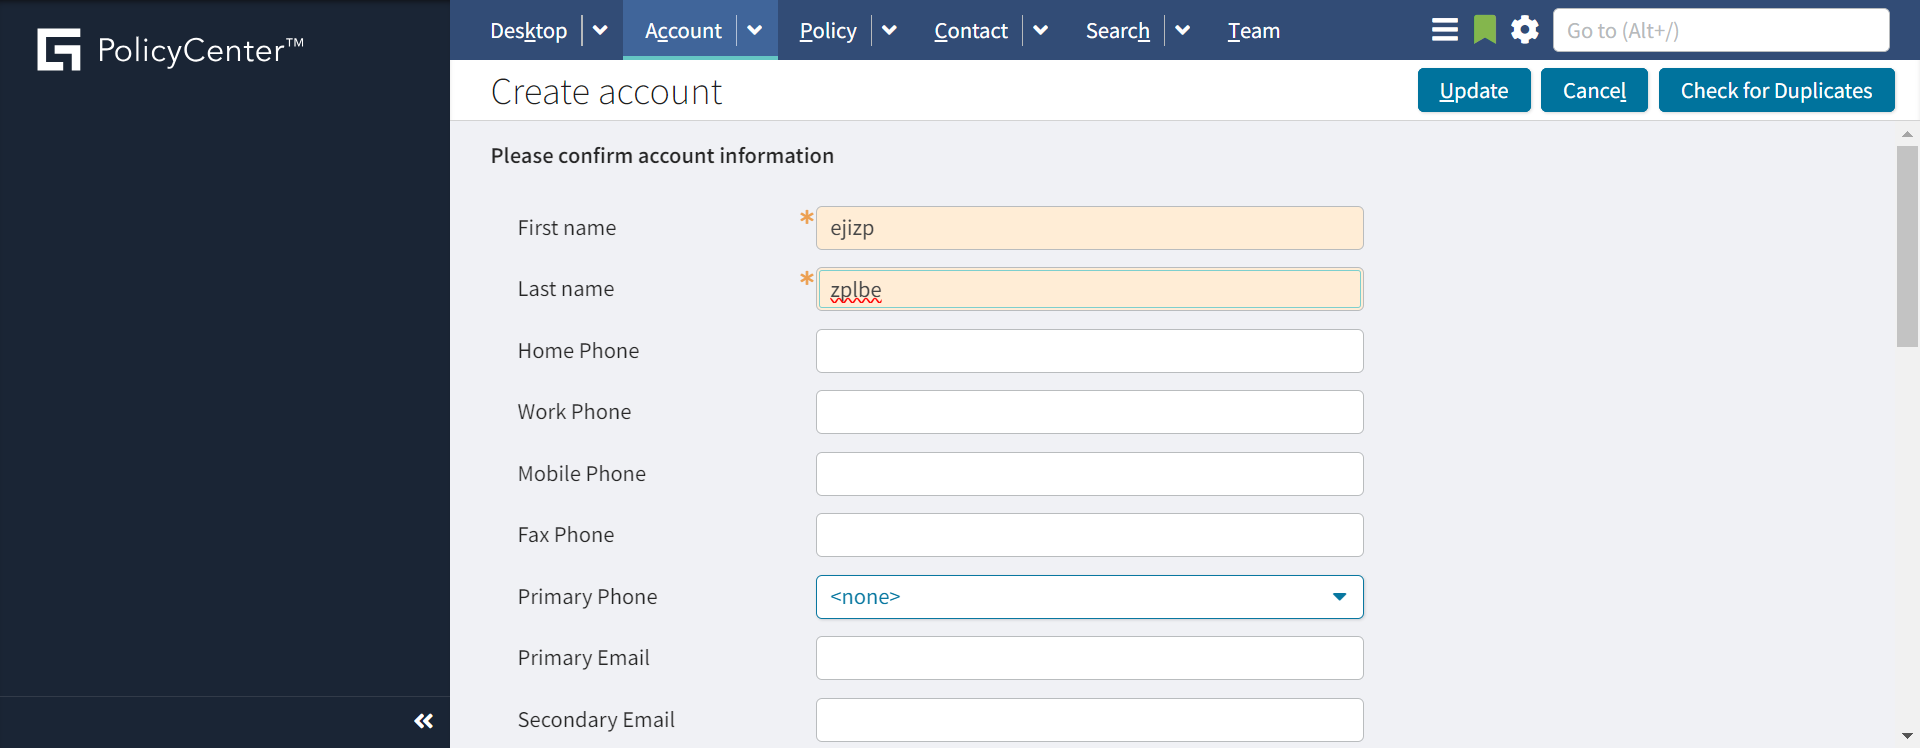 PolicyCenter™
Desktop Account Policy Contact Search Team Go to (Alt+/)
Create account Update Cancel Check for Duplicates
Please confirm account information
First name * ejizp
Last name * zplbe
Home Phone
Work Phone
Mobile Phone
Fax Phone
Primary Phone <none>
Primary Email
Secondary Email